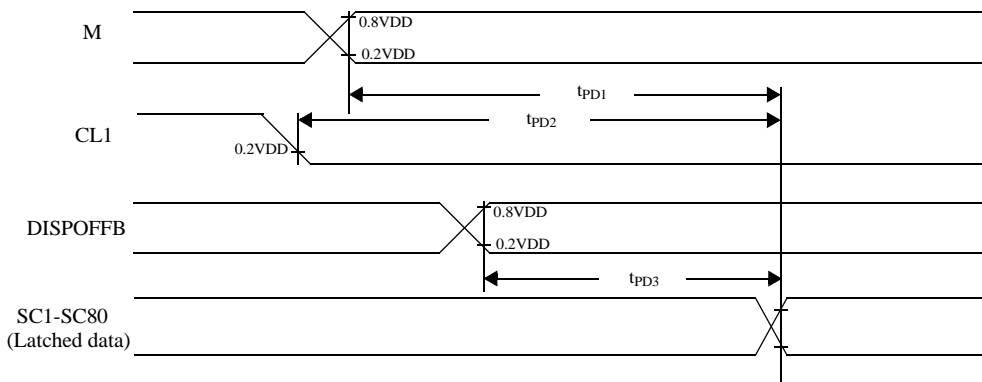 M
0.8VDD
0.2VDD
tPD1
CL1
tPD2
0.2VDD
DISPOFFB
0.8VDD
0.2VDD
tPD3
SC1-SC80
(Latched data)